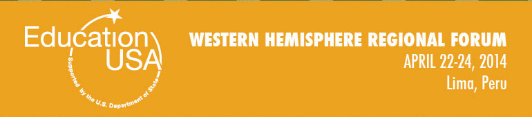 Education
USA
Supported by the U.S. Department of State
WESTERN HEMISPHERE REGIONAL FORUM
APRIL 22-24, 2014
Lima, Peru